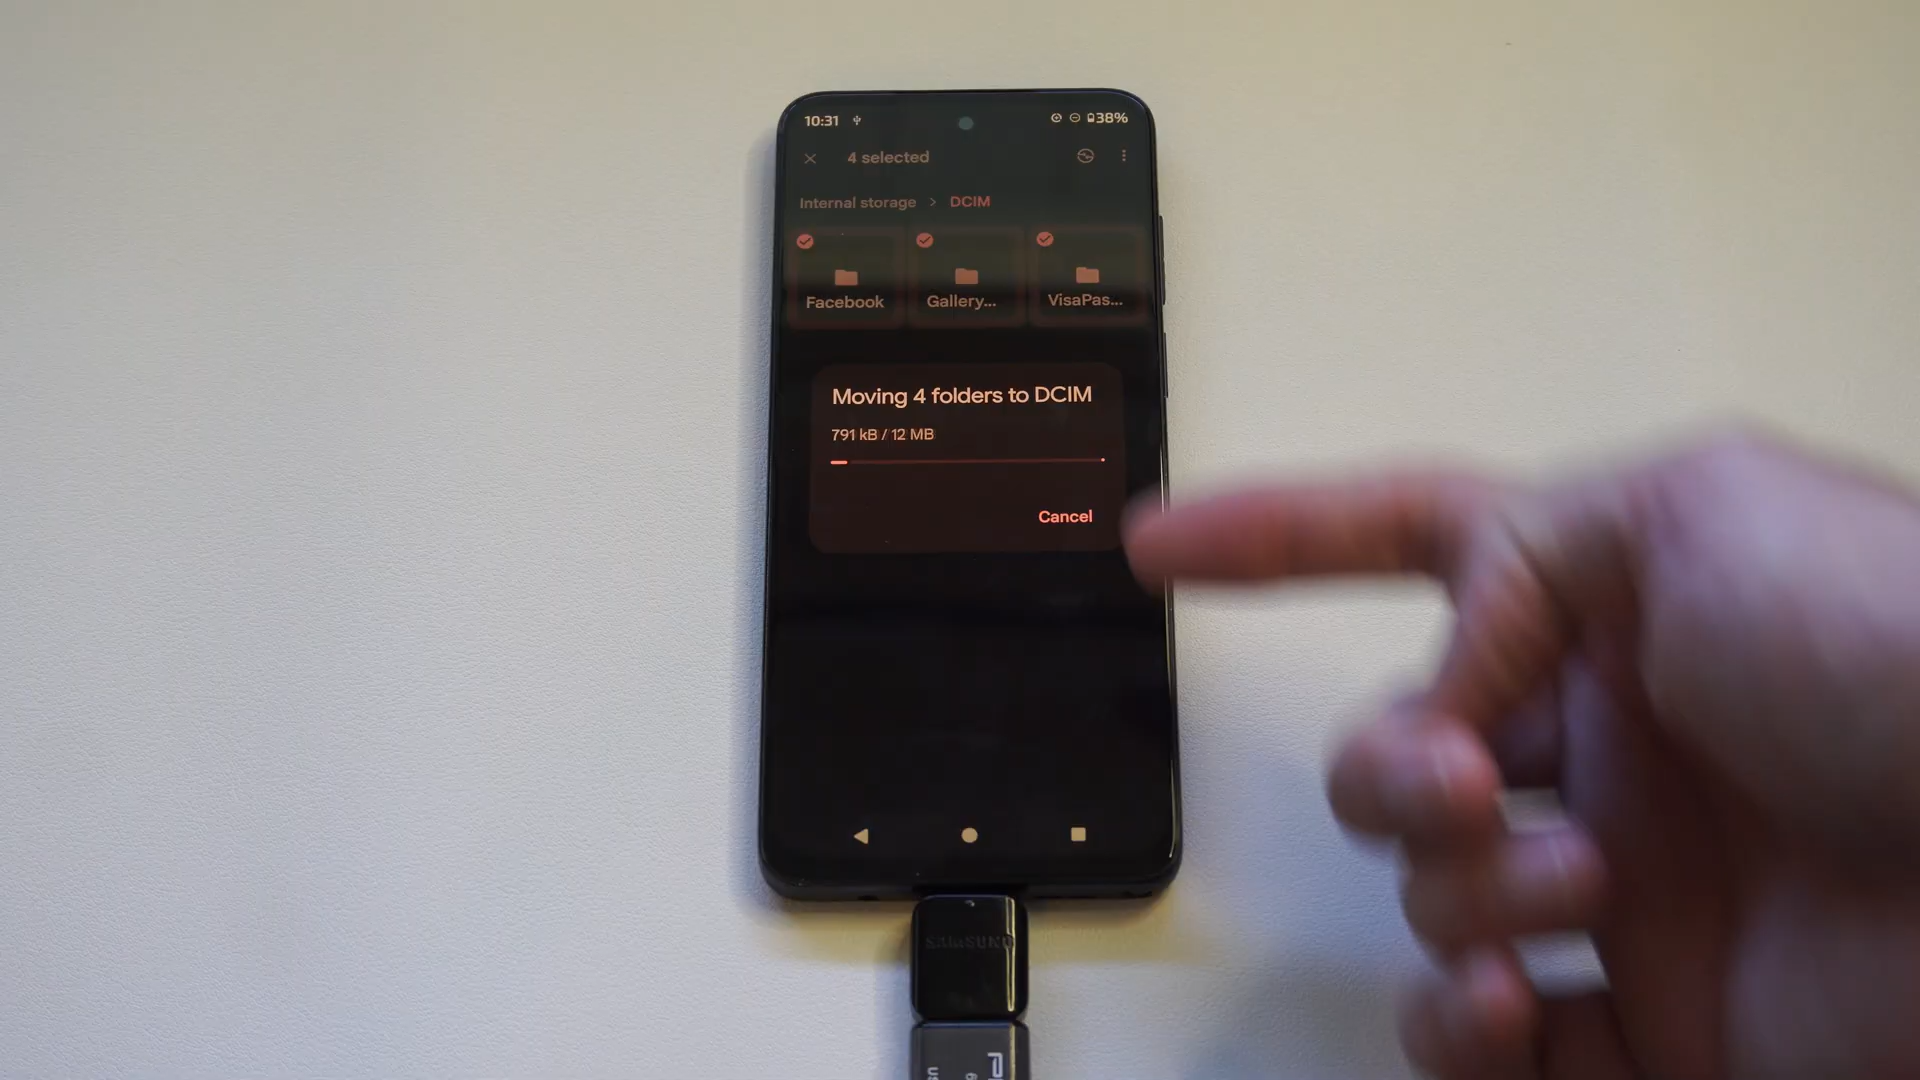 10:31 38%
4 selected
Internal storage > DCIM
Facebook Gallery... VisaPas...
Moving 4 folders to DCIM
791 kB / 12 MB
Cancel
SAMSUNG